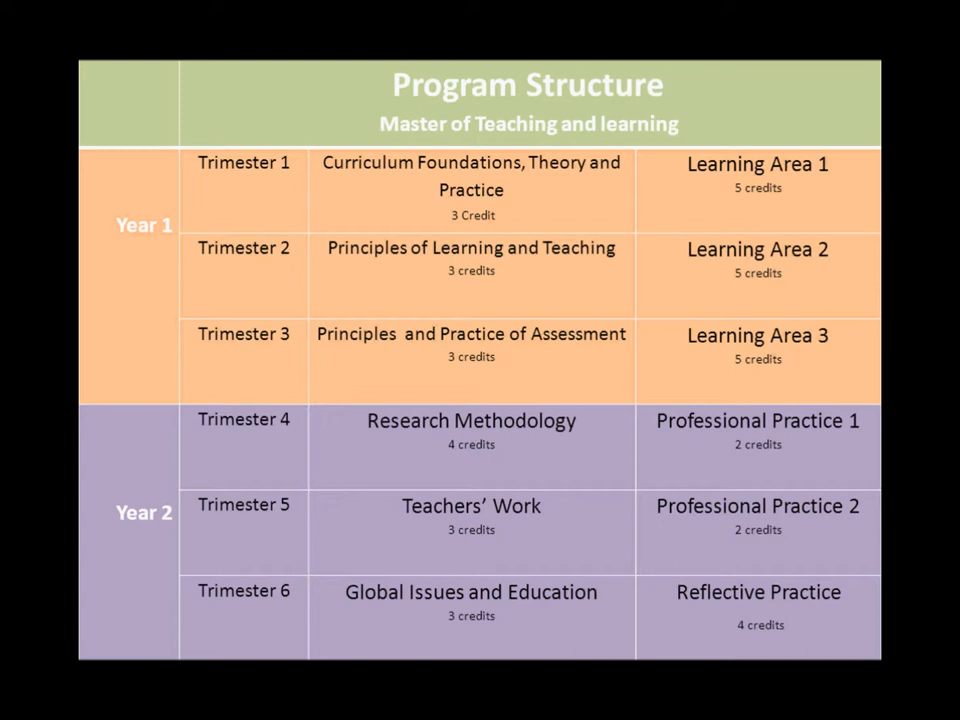 Program Structure
Master of Teaching and learning
Year 1
Trimester 1
Curriculum Foundations, Theory and
Practice
3 Credit
Learning Area 1
5 credits
Trimester 2
Principles of Learning and Teaching
3 credits
Learning Area 2
5 credits
Trimester 3
Principles and Practice of Assessment
3 credits
Learning Area 3
5 credits
Year 2
Trimester 4
Research Methodology
4 credits
Professional Practice 1
2 credits
Trimester 5
Teachers’ Work
3 credits
Professional Practice 2
2 credits
Trimester 6
Global Issues and Education
3 credits
Reflective Practice
4 credits